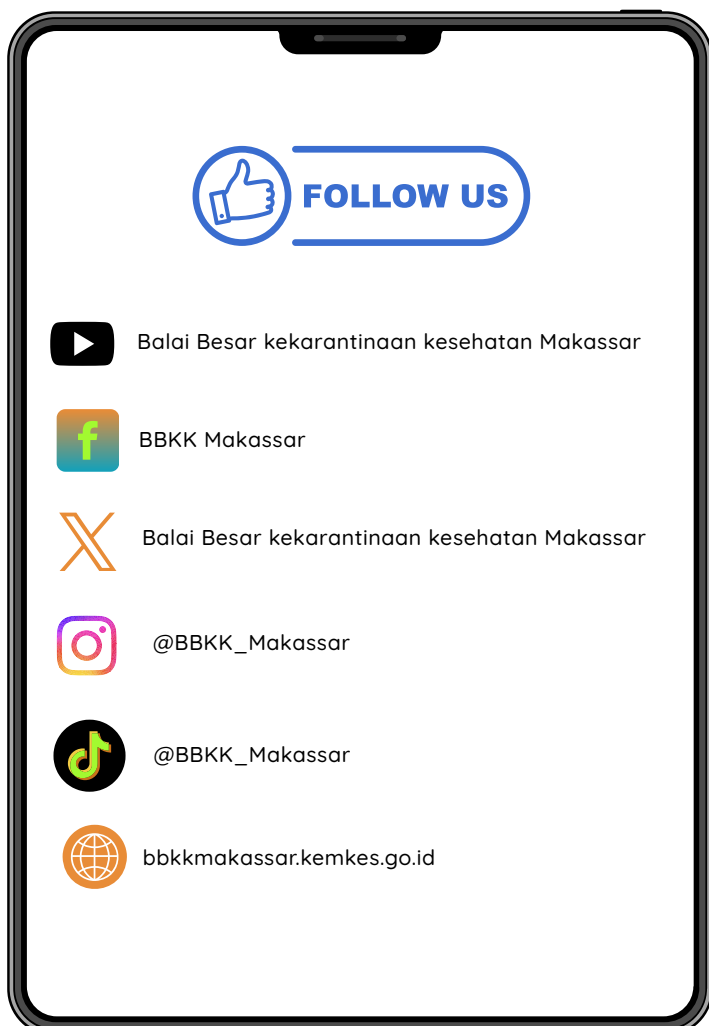 FOLLOW US
Balai Besar kekarantinaan kesehatan Makassar
BBKK Makassar
Balai Besar kekarantinaan kesehatan Makassar
@BBKK_Makassar
@BBKK_Makassar
bbkkmakassar.kemkes.go.id